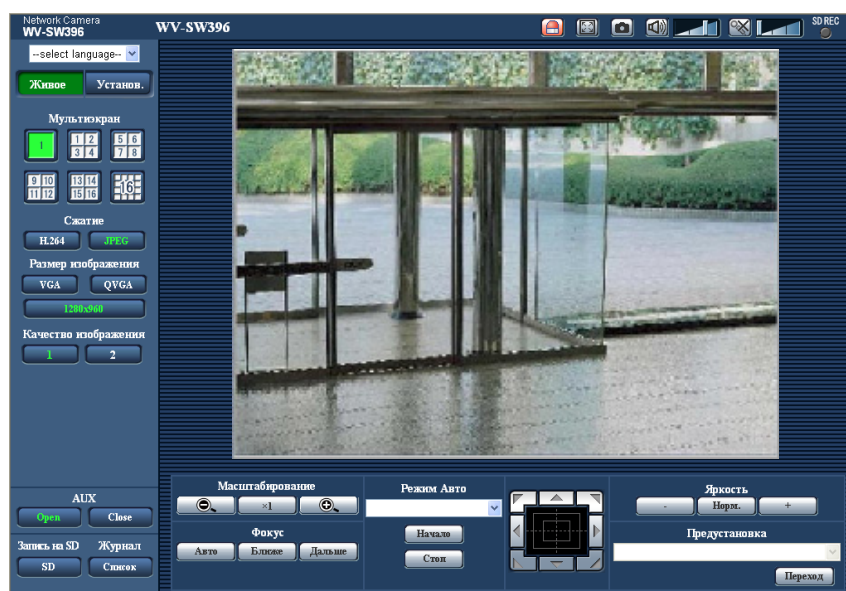 Network Camera
WV-SW396
WV-SW396
SD REC
--select language--
Живое Установ.
Мультиэкран
1
1 2
3 4
5 6
7 8
9 10
11 12
13 14
15 16
16
Сжатие
H.264 JPEG
Размер изображения
VGA QVGA
1280x960
Качество изображения
1 2
AUX
Open Close
Запись на SD Журнал
SD Список
Масштабирование
×1
Фокус
Авто Ближе Дальше
Режим Авто
Начало
Стоп
Яркость
- Норм. +
Предустановка
Переход